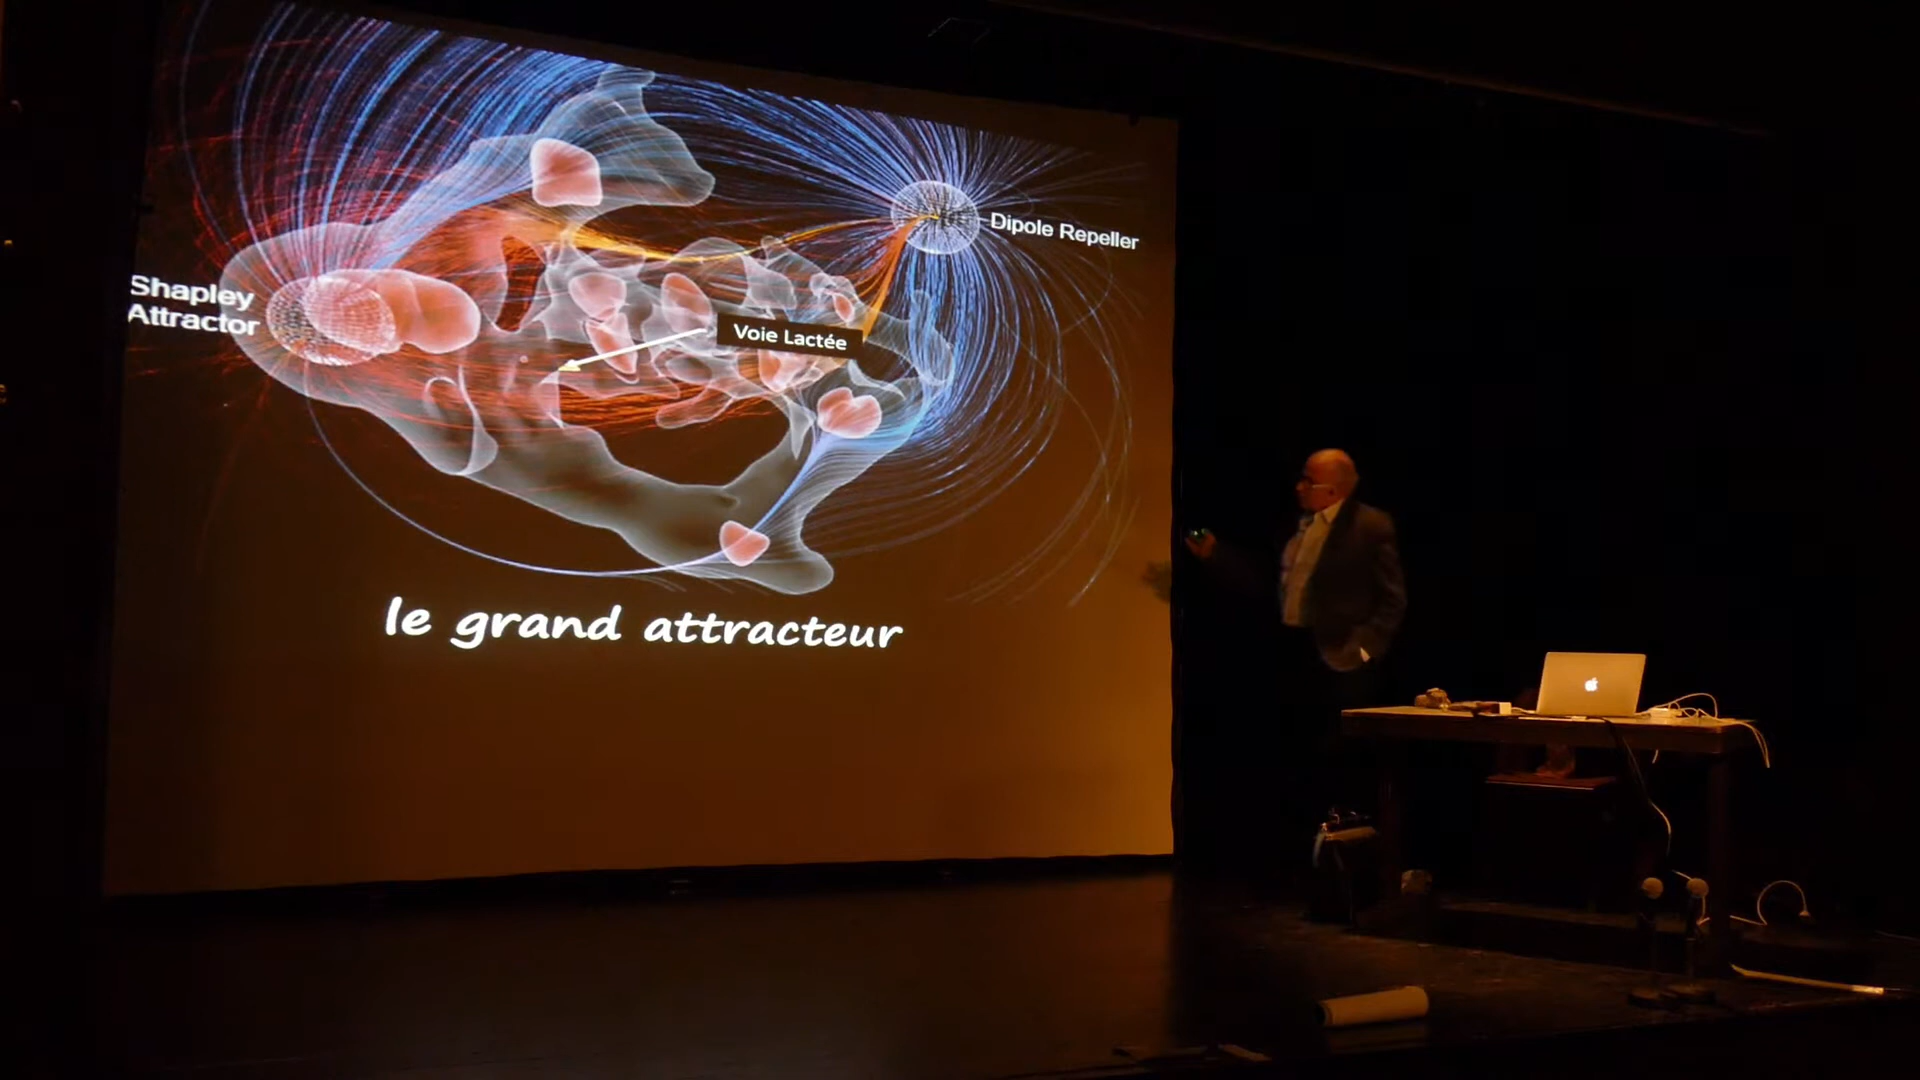 Shapley
Attractor
Dipole Repeller
Voie Lactée
le grand attracteur